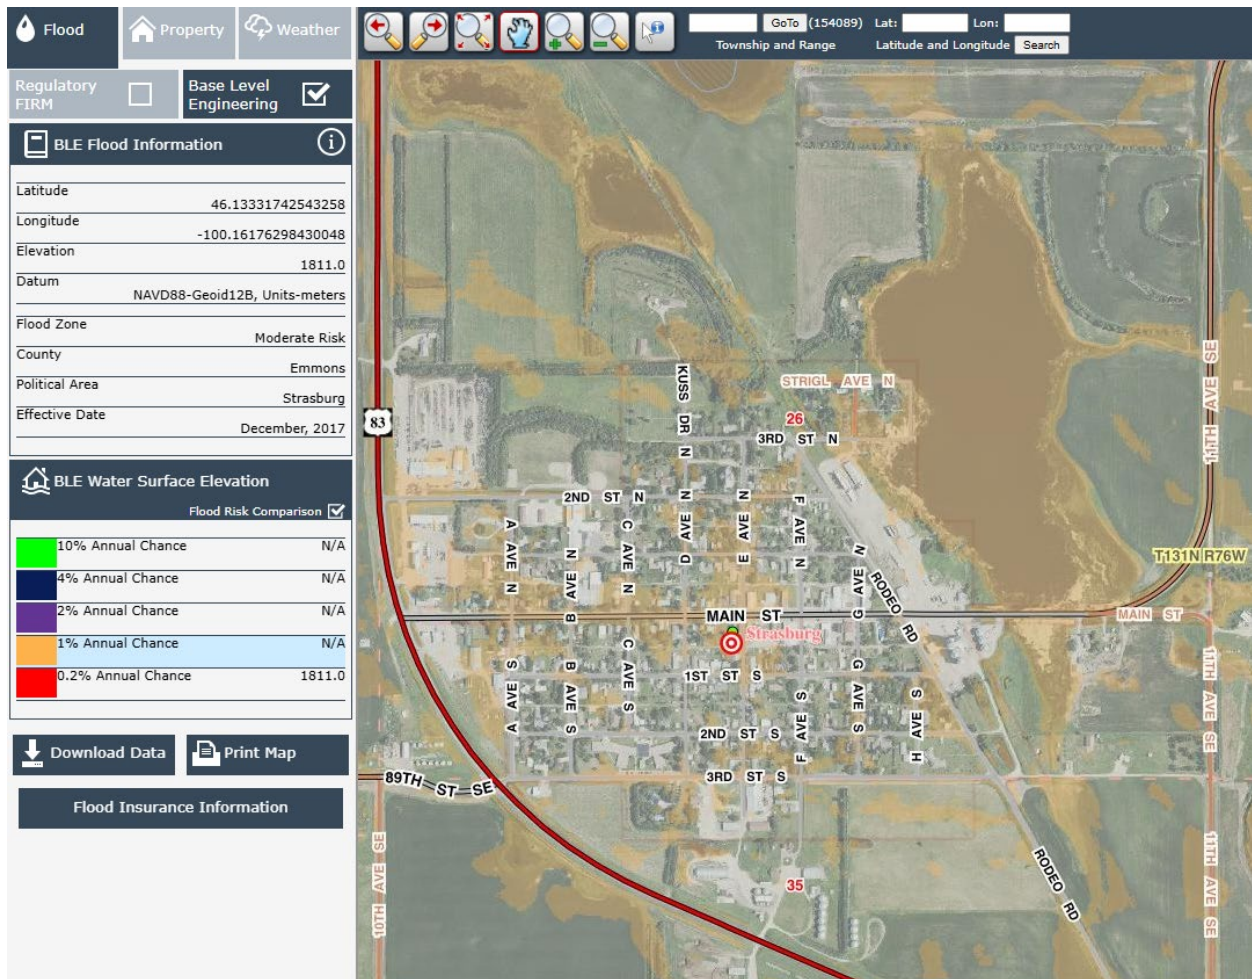 Flood
Property
Weather
GoTo (154089) Lat: Lon:
Township and Range Latitude and Longitude Search
Regulatory
FIRM
Base Level
Engineering
BLE Flood Information
Latitude
46.13331742543258
Longitude
-100.16176298430048
Elevation
1811.0
Datum
NAVD88-Geoid12B, Units-meters
Flood Zone
Moderate Risk
County
Emmons
Political Area
Strasburg
Effective Date
December, 2017
BLE Water Surface Elevation
Flood Risk Comparison
10% Annual Chance N/A
4% Annual Chance N/A
2% Annual Chance N/A
1% Annual Chance N/A
0.2% Annual Chance 1811.0
Download Data
Print Map
Flood Insurance Information
83
KUSS DR N
STRIGL AVE N
26
3RD ST N
2ND ST N
A AVE N
B AVE N
C AVE N
D AVE N
E AVE N
F AVE N
G AVE N
RODEO RD
11TH AVE SE
T131N R76W
MAIN ST
MAIN ST
Strasburg
1ST ST S
A AVE S
B AVE S
C AVE S
F AVE S
G AVE S
H AVE S
11TH AVE SE
2ND ST S
3RD ST S
89TH ST SE
10TH AVE SE
35
RODEO RD
11TH AVE SE